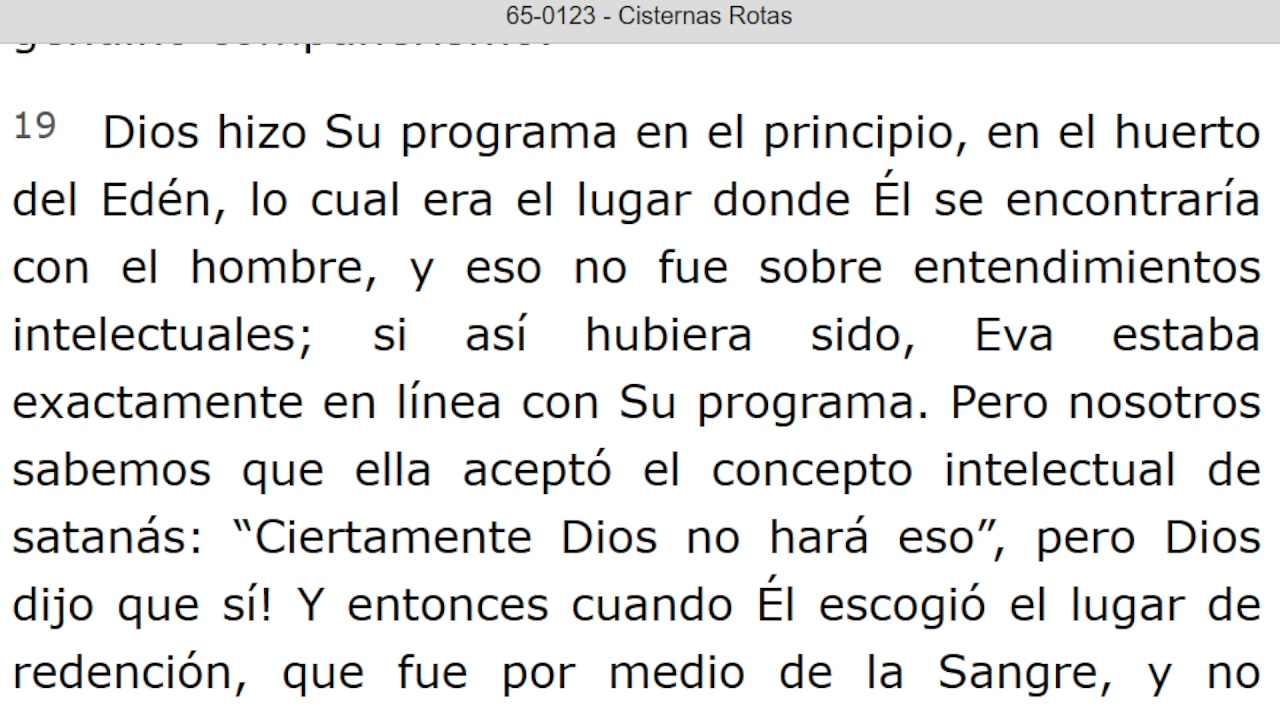 65-0123 - Cisternas Rotas
19 Dios hizo Su programa en el principio, en el huerto
del Edén, lo cual era el lugar donde Él se encontraría
con el hombre, y eso no fue sobre entendimientos
intelectuales; si así hubiera sido, Eva estaba
exactamente en línea con Su programa. Pero nosotros
sabemos que ella aceptó el concepto intelectual de
satanás: “Ciertamente Dios no hará eso”, pero Dios
dijo que sí! Y entonces cuando Él escogió el lugar de
redención, que fue por medio de la Sangre, y no